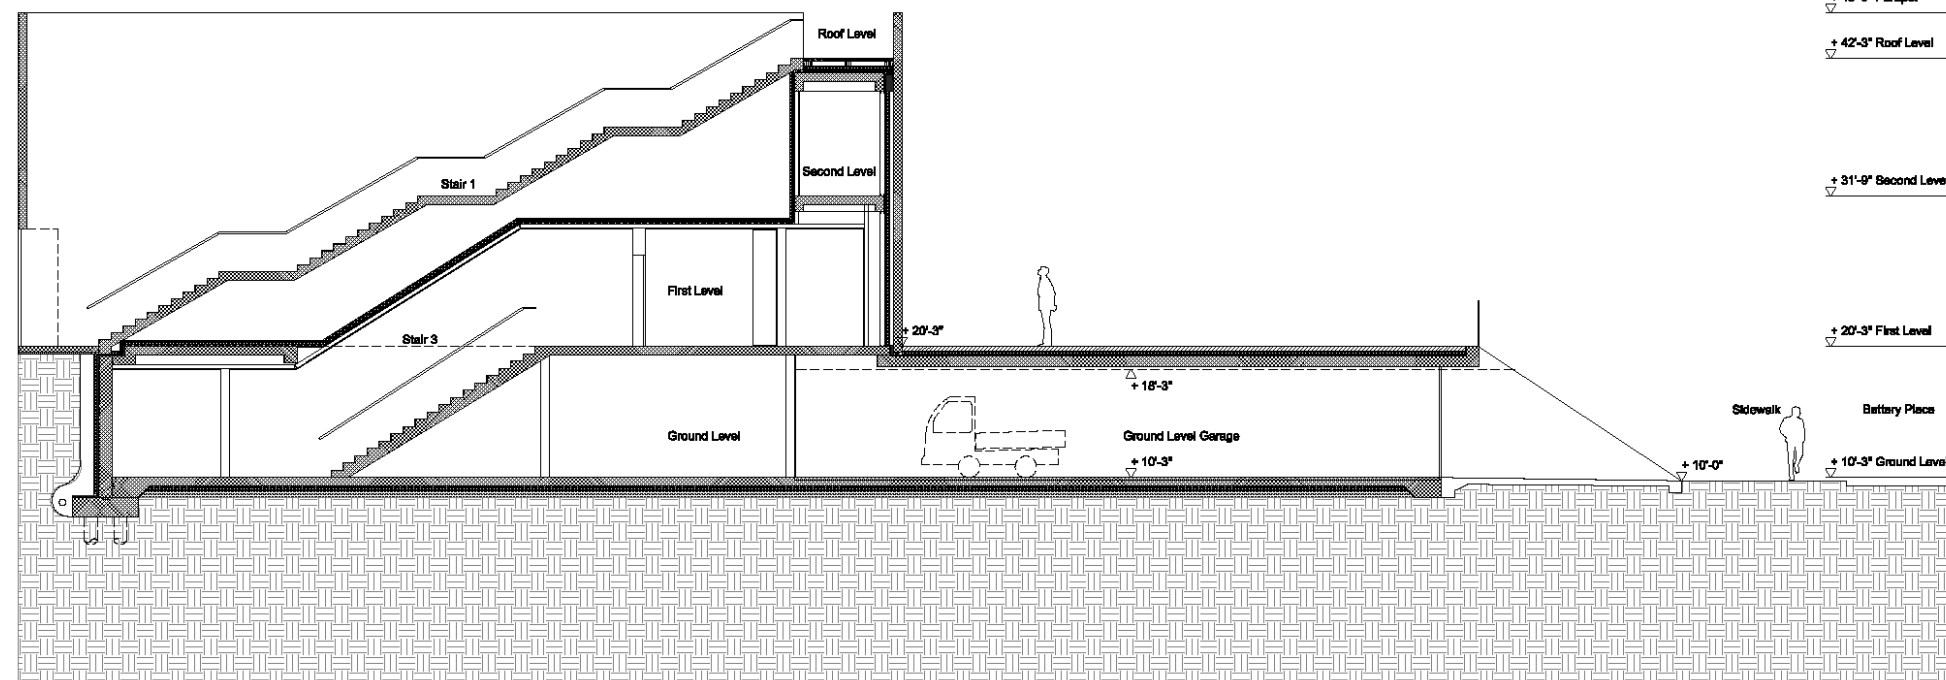 Roof Level
+ 42'-3" Roof Level
Second Level
Stair 1
+ 31'-9" Second Level
First Level
Stair 3
+ 20'-3"
+ 20'-3" First Level
+ 18'-3"
Sidewalk
Battery Place
Ground Level
Ground Level Garage
+ 10'-3"
+ 10'-0"
+ 10'-3" Ground Level